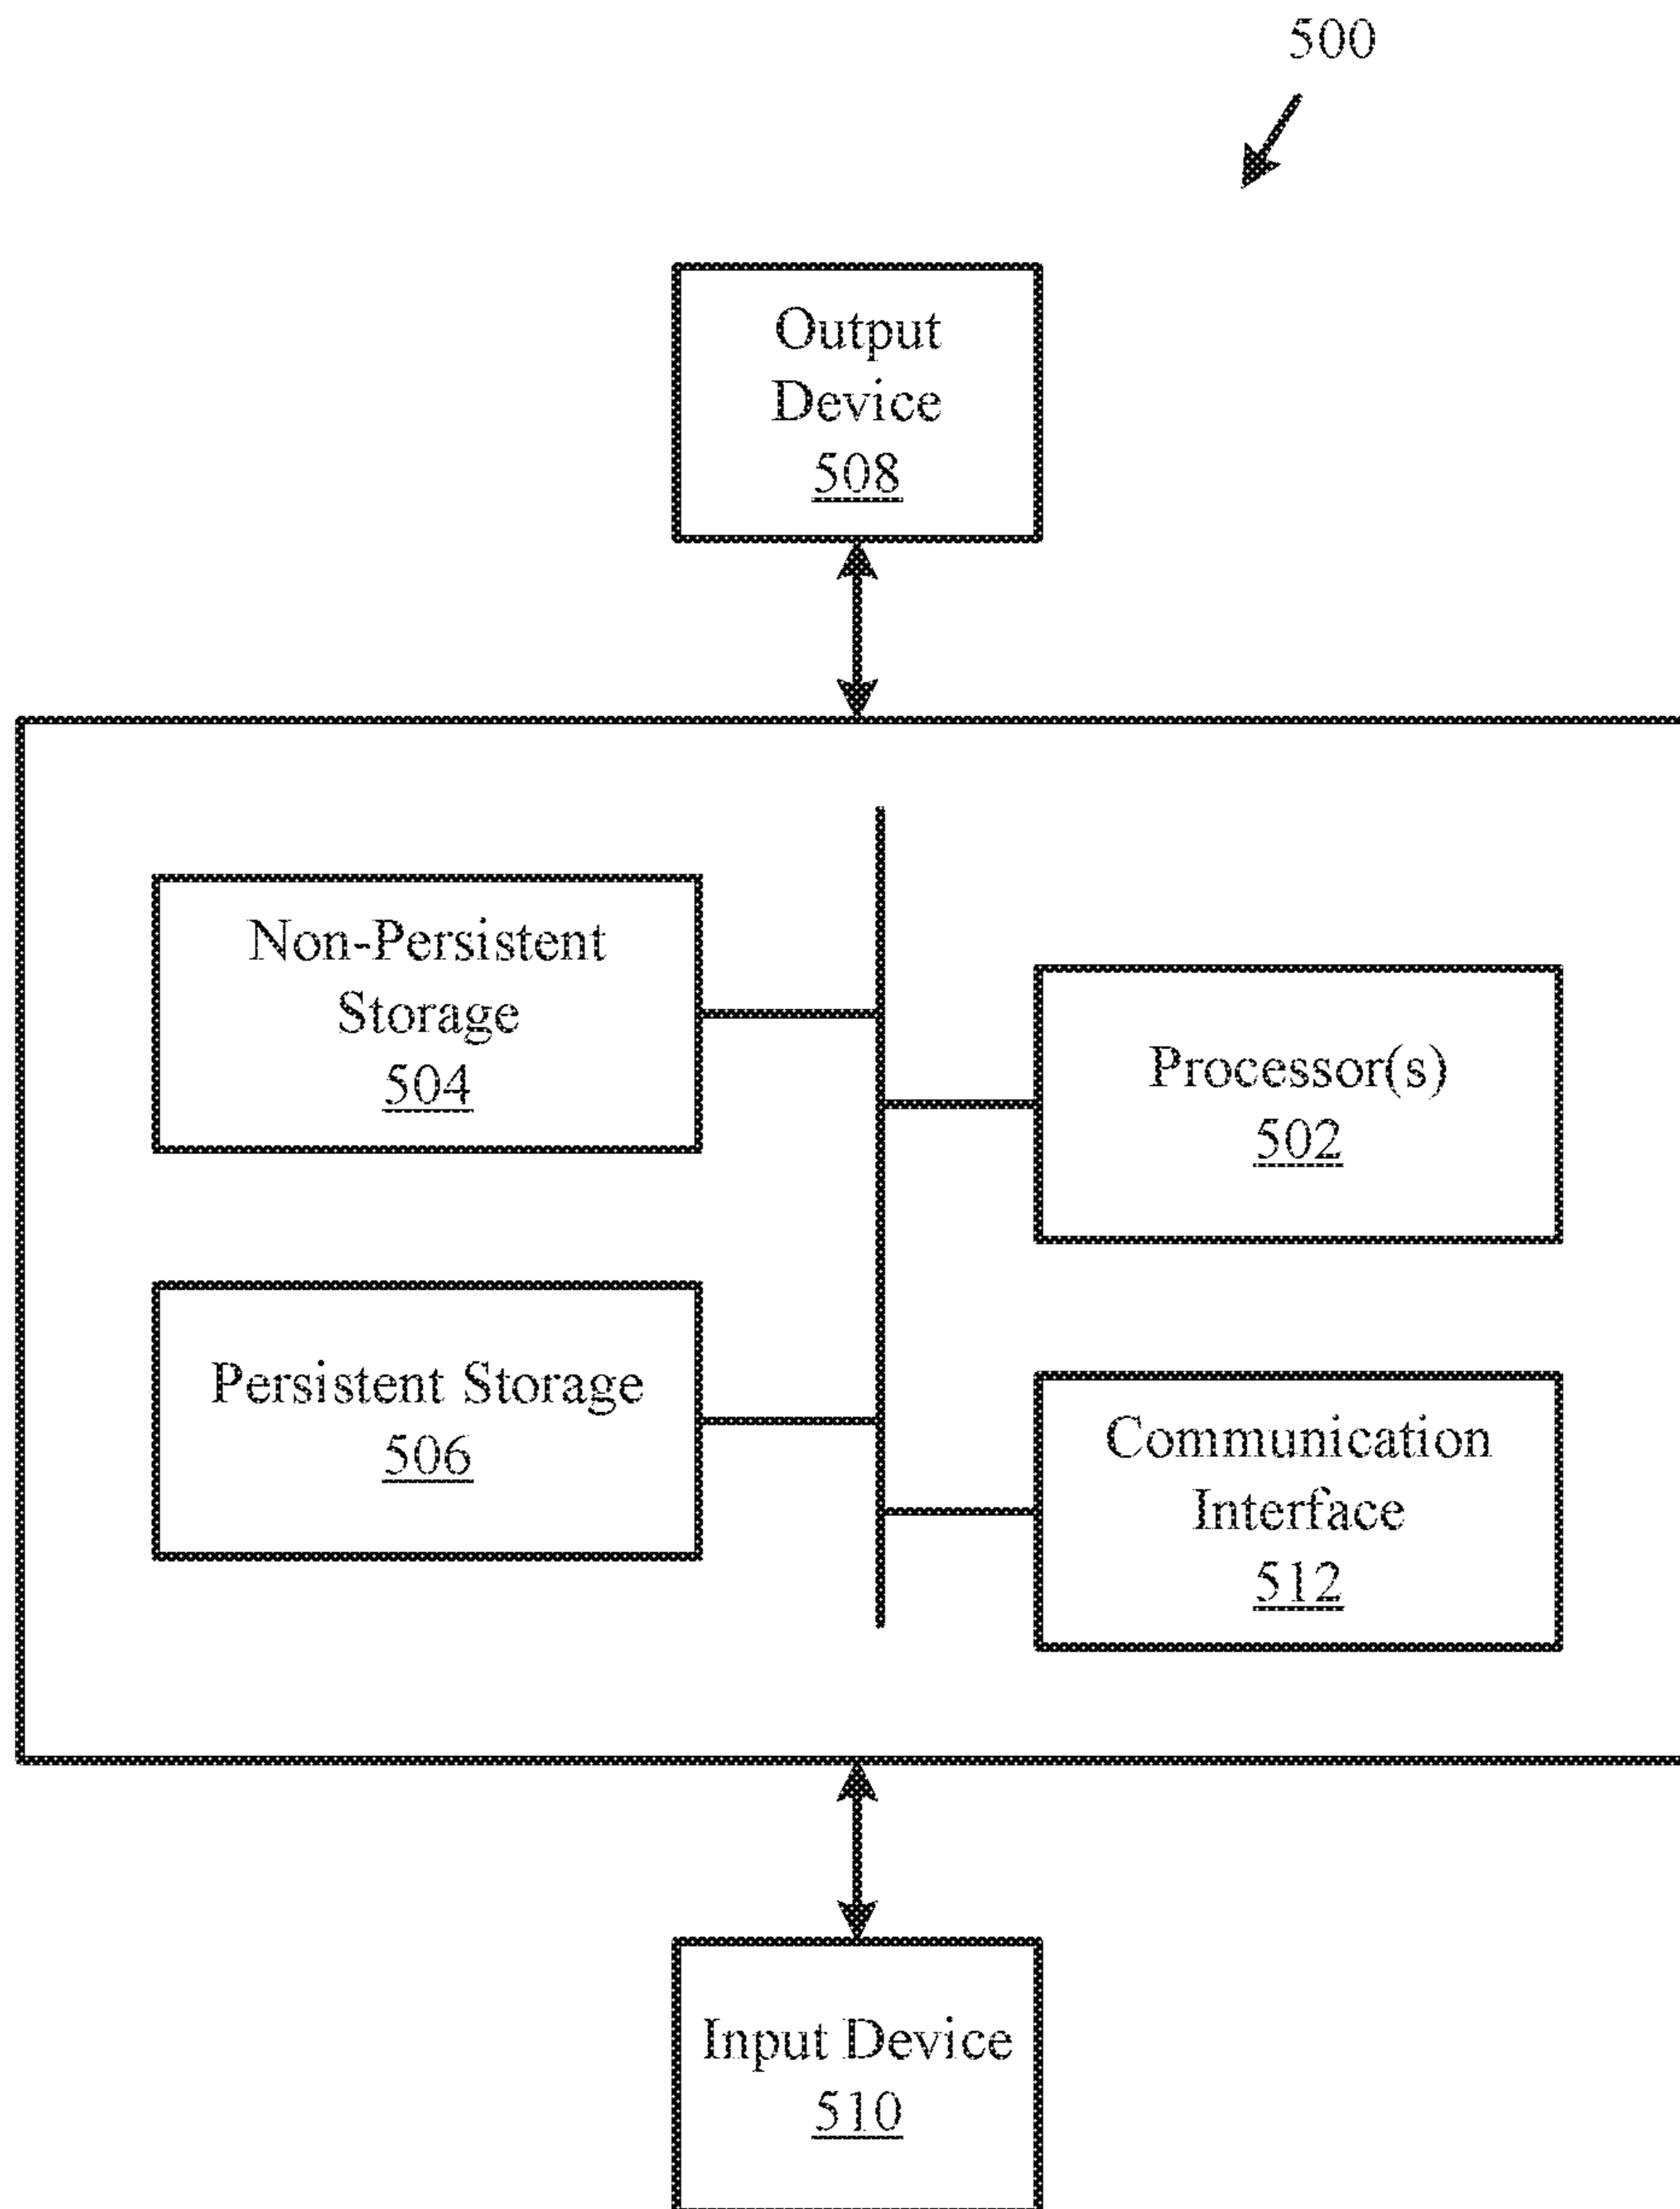 500
Output
Device
508
Non-Persistent
Storage
504
Processor(s)
502
Persistent Storage
506
Communication
Interface
512
Input Device
510